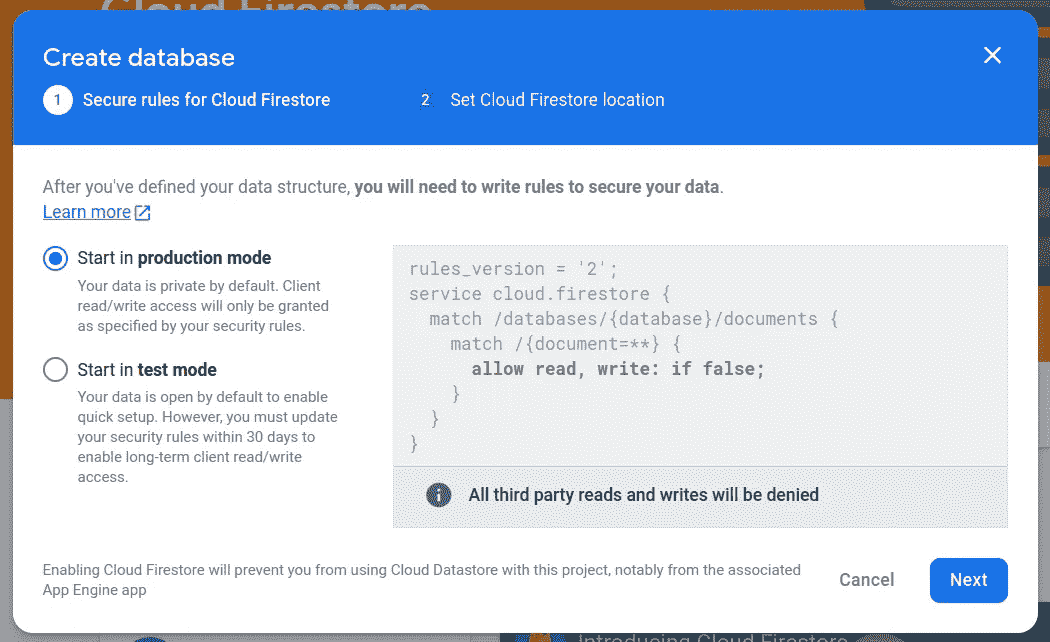 Cloud Firestore
Create database
1 Secure rules for Cloud Firestore 2 Set Cloud Firestore location
After you've defined your data structure, you will need to write rules to secure your data.
Learn more
Start in production mode
Your data is private by default. Client
read/write access will only be granted
as specified by your security rules.
Start in test mode
Your data is open by default to enable
quick setup. However, you must update
your security rules within 30 days to
enable long-term client read/write
access.
rules_version = '2';
service cloud.firestore {
match /databases/{database}/documents {
match /{document=**} {
allow read, write: if false;
}
}
}
All third party reads and writes will be denied
Enabling Cloud Firestore will prevent you from using Cloud Datastore with this project, notably from the associated
App Engine app
Cancel Next
Introducing Cloud Firestore